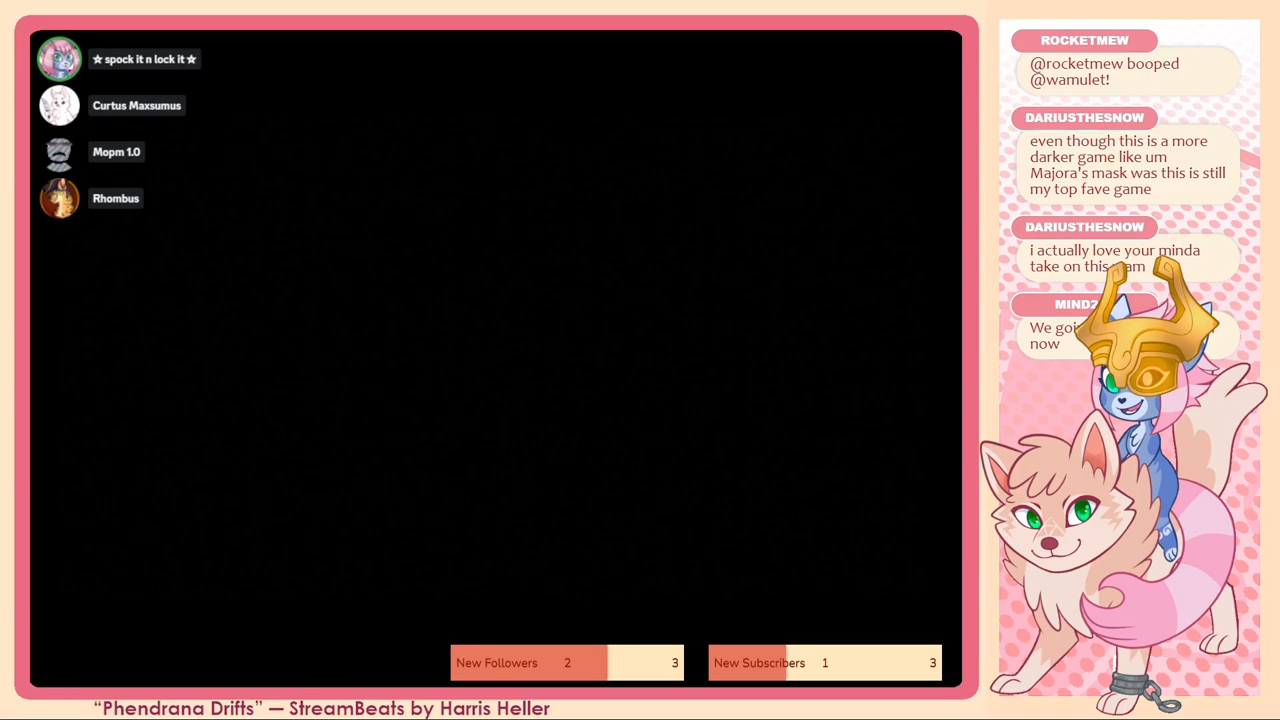 ★ spock it n lock it ★
Curtus Maxsumus
Mopm 1.0
Rhombus
New Followers 2 3
New Subscribers 1 3
"Phendrana Drifts" — StreamBeats by Harris Heller
ROCKETMEW
@rocketmew booped
@wamulet!
DARIUSTHESNOW
even though this is a more
darker game like um
Majora's mask was this is still
my top fave game
DARIUSTHESNOW
i actually love your minda
take on this
We
now